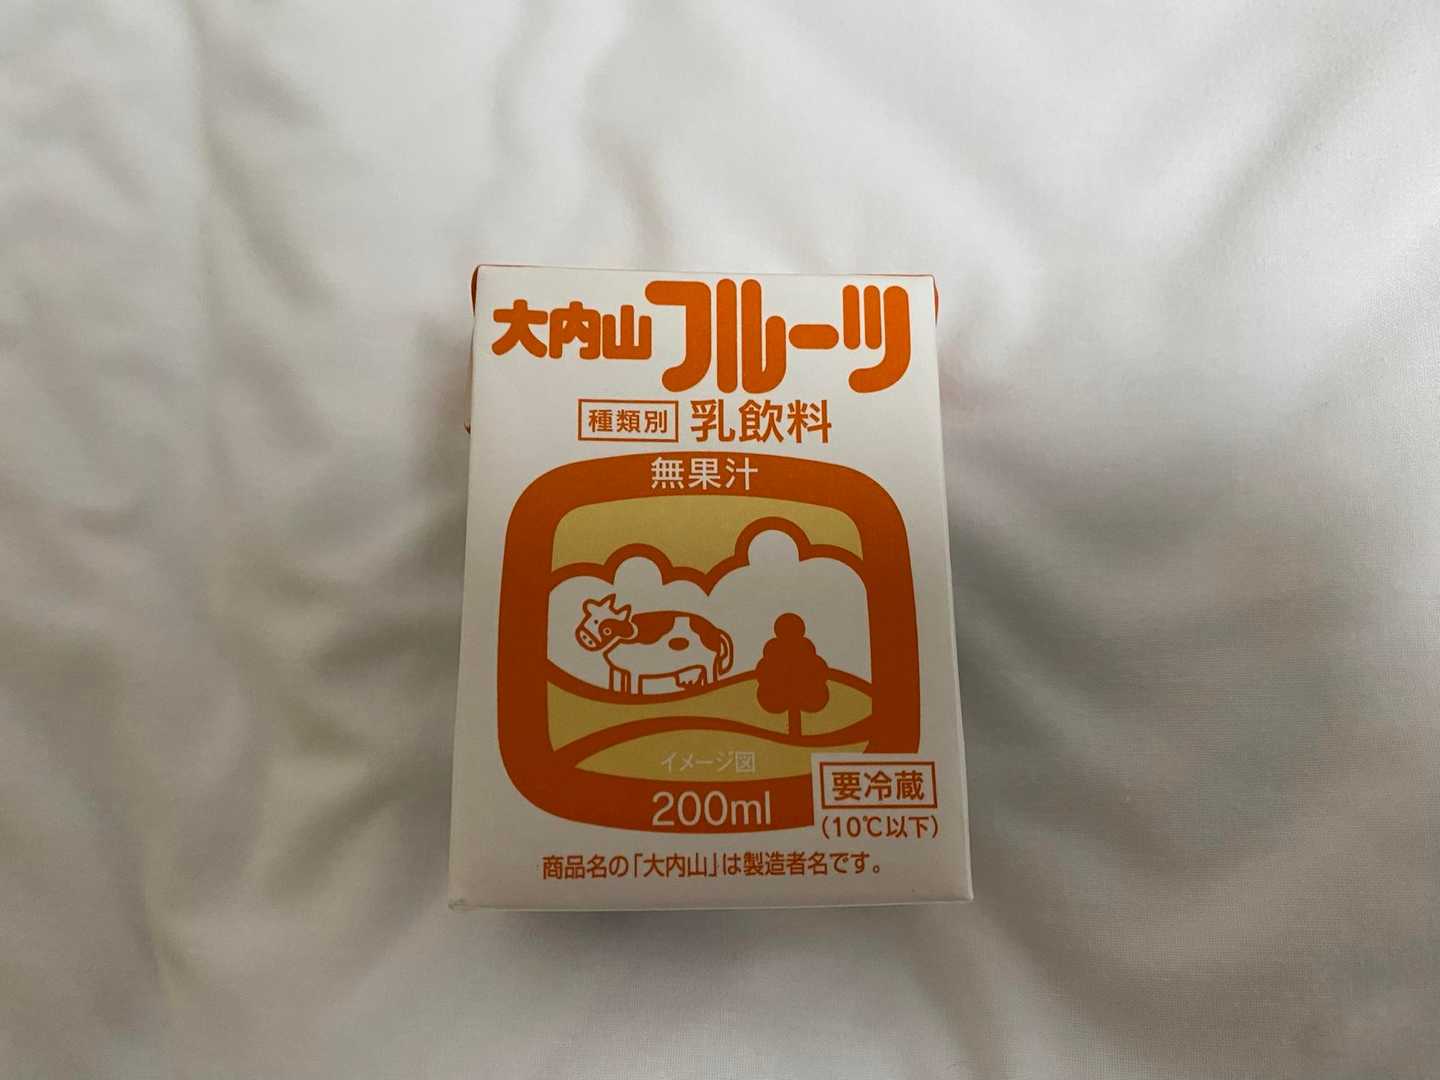 大内山フルーツ
種類別 乳飲料
無果汁
イメージ図
200ml
要冷蔵
(10℃以下)
商品名の「大内山」は製造者名です。